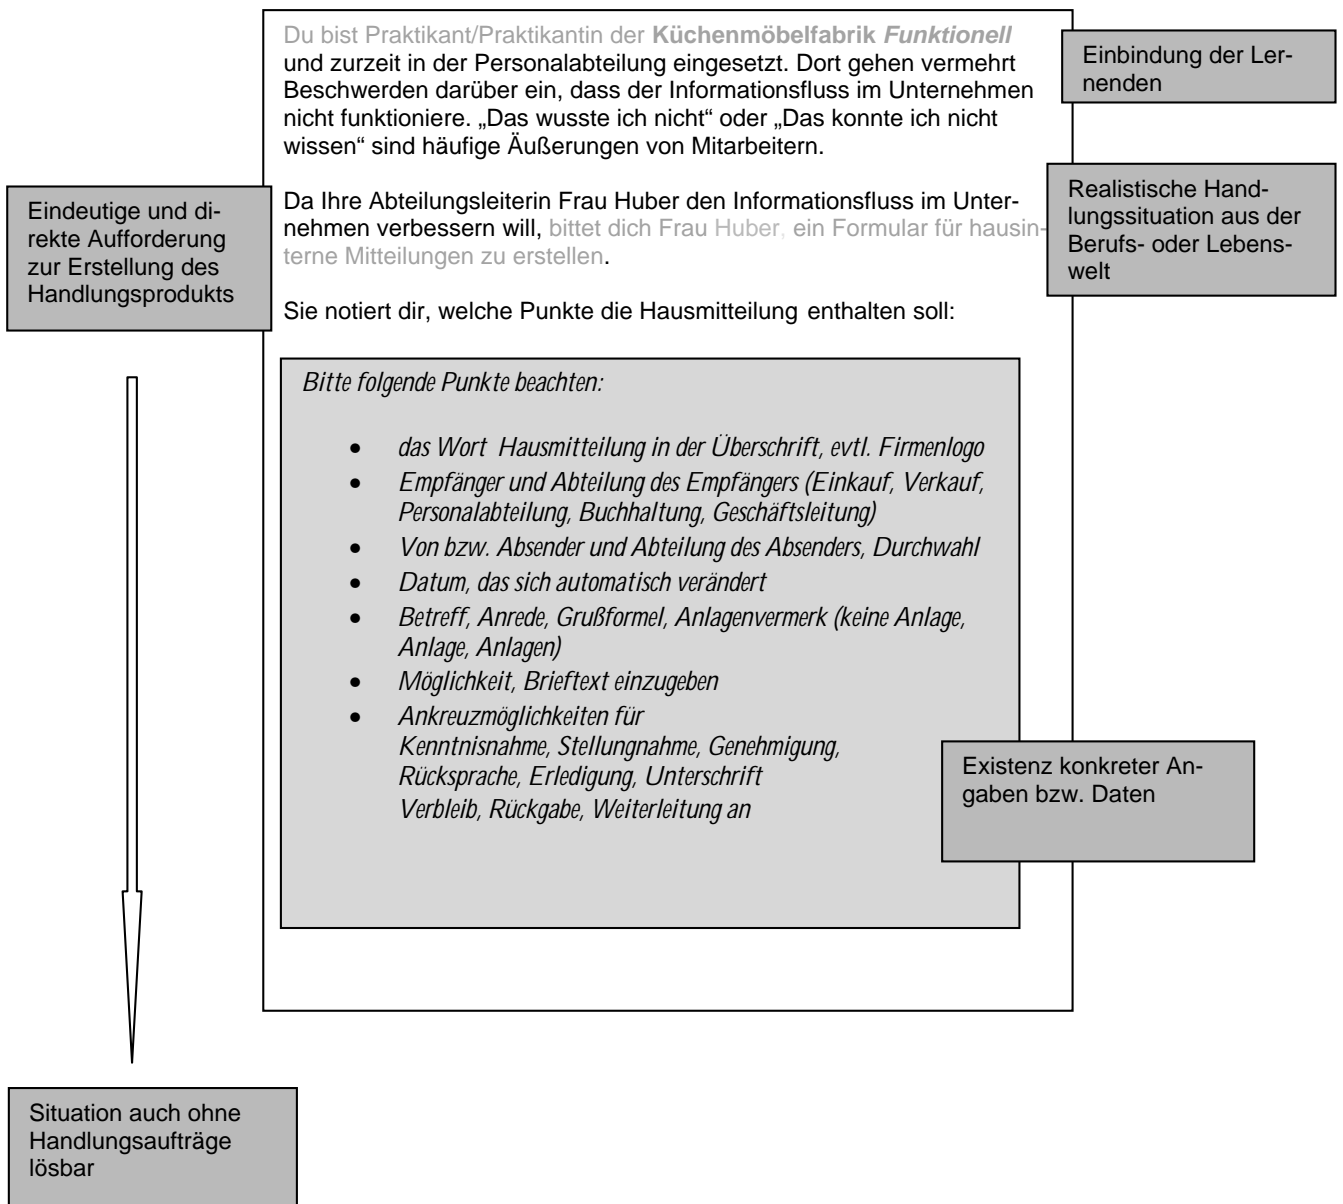 Du bist Praktikant/Praktikantin der Küchenmöbelfabrik Funktionell
und zurzeit in der Personalabteilung eingesetzt. Dort gehen vermehrt
Beschwerden darüber ein, dass der Informationsfluss im Unternehmen
nicht funktioniere. „Das wusste ich nicht“ oder „Das konnte ich nicht
wissen“ sind häufige Äußerungen von Mitarbeitern.
Einbindung der Ler-
nenden
Da Ihre Abteilungsleiterin Frau Huber den Informationsfluss im Unter-
nehmen verbessern will, bittet dich Frau Huber, ein Formular für hausin-
terne Mitteilungen zu erstellen.
Realistische Hand-
lungssituation aus der
Berufs- oder Lebens-
welt
Eindeutige und di-
rekte Aufforderung
zur Erstellung des
Handlungsprodukts
Sie notiert dir, welche Punkte die Hausmitteilung enthalten soll:
Bitte folgende Punkte beachten:
• das Wort Hausmitteilung in der Überschrift, evtl. Firmenlogo
• Empfänger und Abteilung des Empfängers (Einkauf, Verkauf,
Personalabteilung, Buchhaltung, Geschäftsleitung)
• Von bzw. Absender und Abteilung des Absenders, Durchwahl
• Datum, das sich automatisch verändert
• Betreff, Anrede, Grußformel, Anlagenvermerk (keine Anlage,
Anlage, Anlagen)
• Möglichkeit, Brieftext einzugeben
• Ankreuzmöglichkeiten für
Kenntnisnahme, Stellungnahme, Genehmigung,
Rücksprache, Erledigung, Unterschrift
Verbleib, Rückgabe, Weiterleitung an
Existenz konkreter An-
gaben bzw. Daten
Situation auch ohne
Handlungsaufträge
lösbar